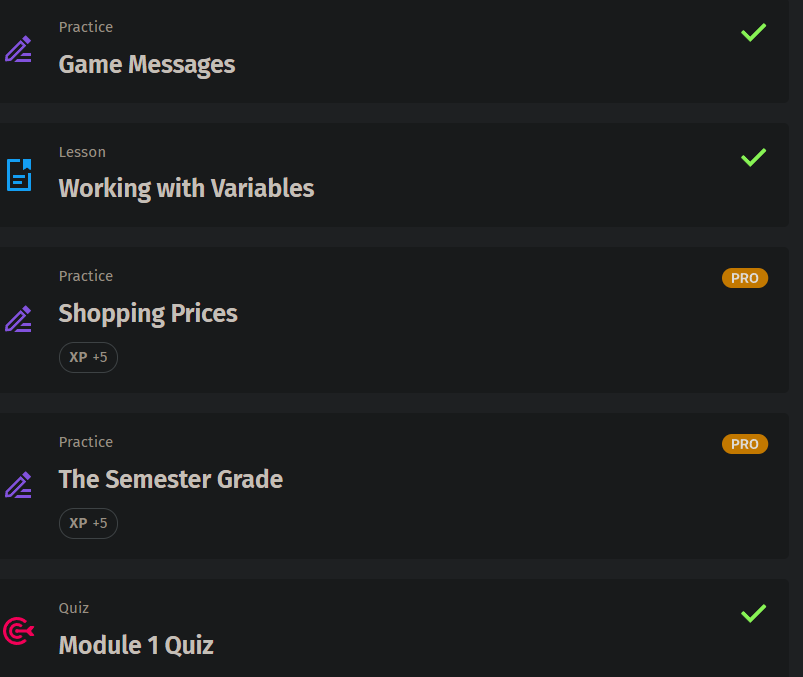 Practice
Game Messages
Lesson
Working with Variables
Practice
PRO
Shopping Prices
XP +5
Practice
PRO
The Semester Grade
XP +5
Quiz
Module 1 Quiz